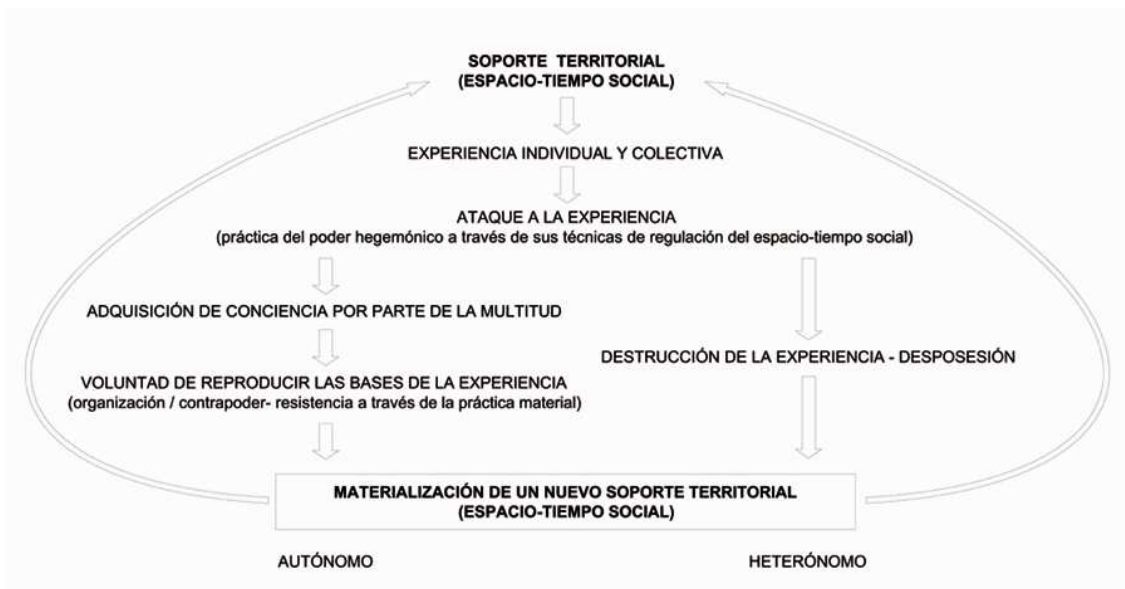 SOPORTE TERRITORIAL
(ESPACIO-TIEMPO SOCIAL)
EXPERIENCIA INDIVIDUAL Y COLECTIVA
ATAQUE A LA EXPERIENCIA
(práctica del poder hegemónico a través de sus técnicas de regulación del espacio-tiempo social)
ADQUISICIÓN DE CONCIENCIA POR PARTE DE LA MULTITUD
VOLUNTAD DE REPRODUCIR LAS BASES DE LA EXPERIENCIA
(organización / contrapoder- resistencia a través de la práctica material)
DESTRUCCIÓN DE LA EXPERIENCIA - DESPOSESIÓN
MATERIALIZACIÓN DE UN NUEVO SOPORTE TERRITORIAL
(ESPACIO-TIEMPO SOCIAL)
AUTÓNOMO
HETERÓNOMO